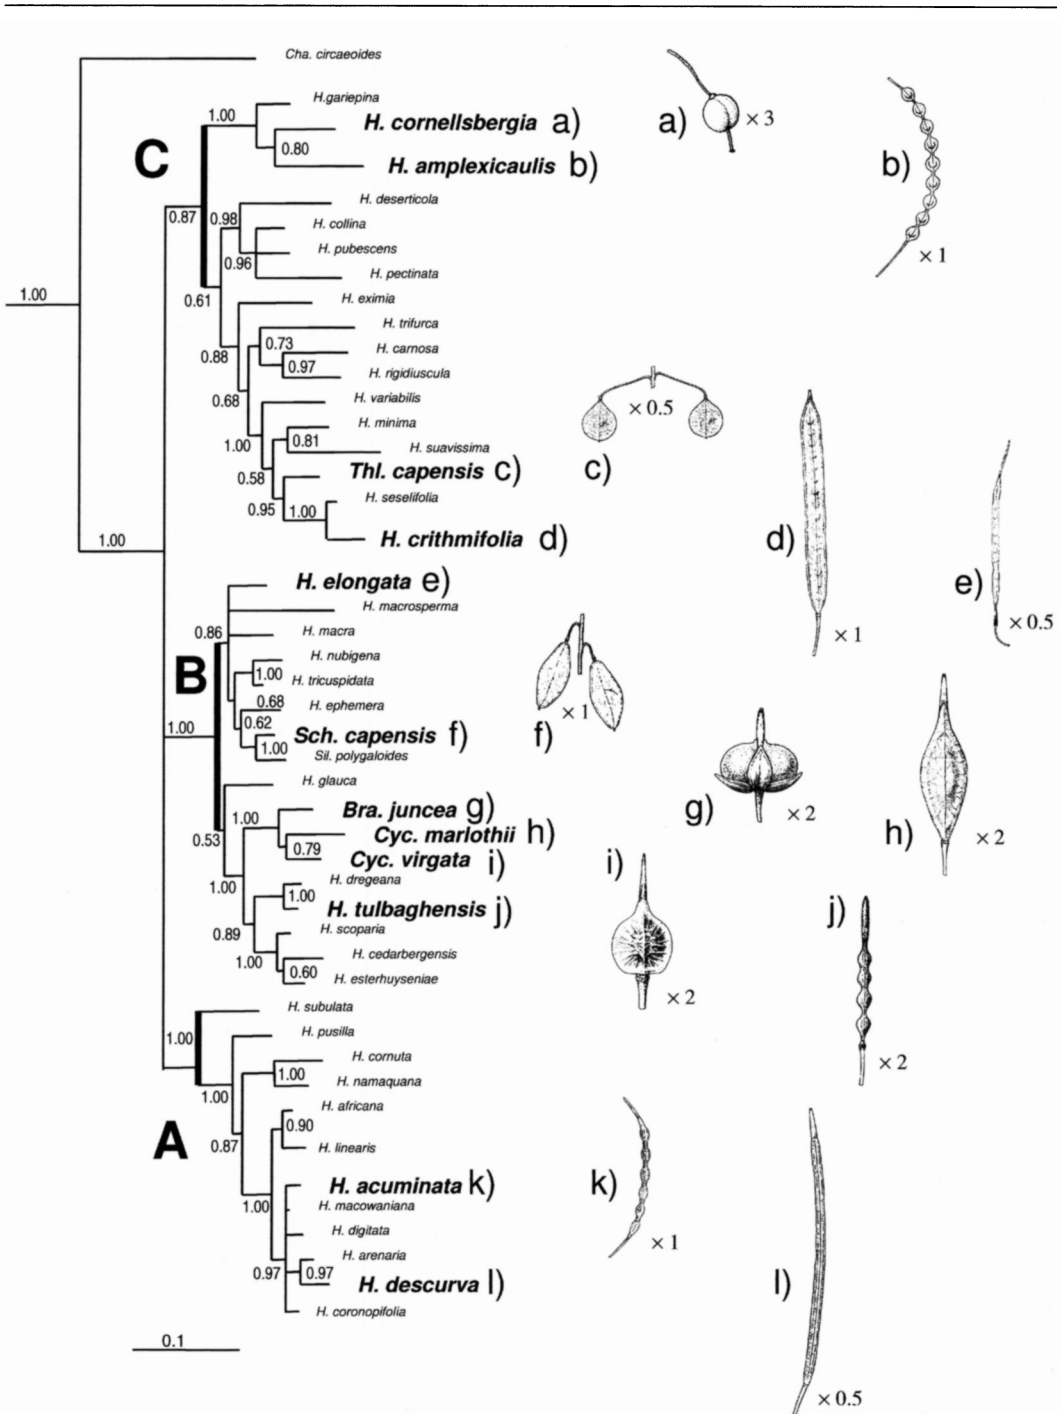 Cha. circaeoides
H.gariepina
1.00
H. cornellsbergia a)
a)
× 3
0.80
C
H. amplexicaulis b)
b)
H. deserticola
0.87
0.98
H. collina
H. pubescens
× 1
0.96
H. pectinata
1.00
0.61
H. eximia
H. trifurca
0.73
H. carnosa
0.88
0.97
H. rigidiuscula
0.68
H. variabilis
× 0.5
H. minima
1.00
0.81
H. suavissima
Thl. capensis c)
c)
0.58
H. seselifolia
0.95
1.00
1.00
H. crithmifolia d)
d)
H. elongata e)
e)
H. macrosperma
× 0.5
0.86
H. macra
× 1
H. nubigena
B
1.00
H. tricuspidata
0.68
H. ephemera
× 1
0.62
1.00
Sch. capensis f)
f)
1.00
Sil. polygaloides
H. glauca
Bra. juncea g)
g)
× 2
1.00
Cyc. marlothii h)
h)
× 2
0.53
0.79
Cyc. virgata i)
i)
H. dregeana
1.00
1.00
H. tulbaghensis j)
j)
0.89
H. scoparia
1.00
H. cedarbergensis
0.60
H. esterhuyseniae
× 2
H. subulata
1.00
H. pusilla
H. cornuta
× 2
1.00
H. namaquana
1.00
H. africana
0.90
A
0.87
H. linearis
H. acuminata k)
k)
1.00
H. macowaniana
H. digitata
× 1
H. arenaria
0.97
0.97
H. descurva l)
l)
H. coronopifolia
0.1
× 0.5